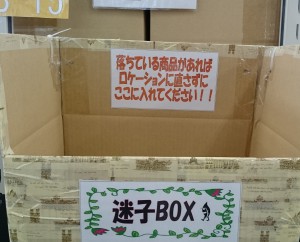 落ちている商品があれば
ロケーションに直さずに
ここに入れてください!!
迷子BOX